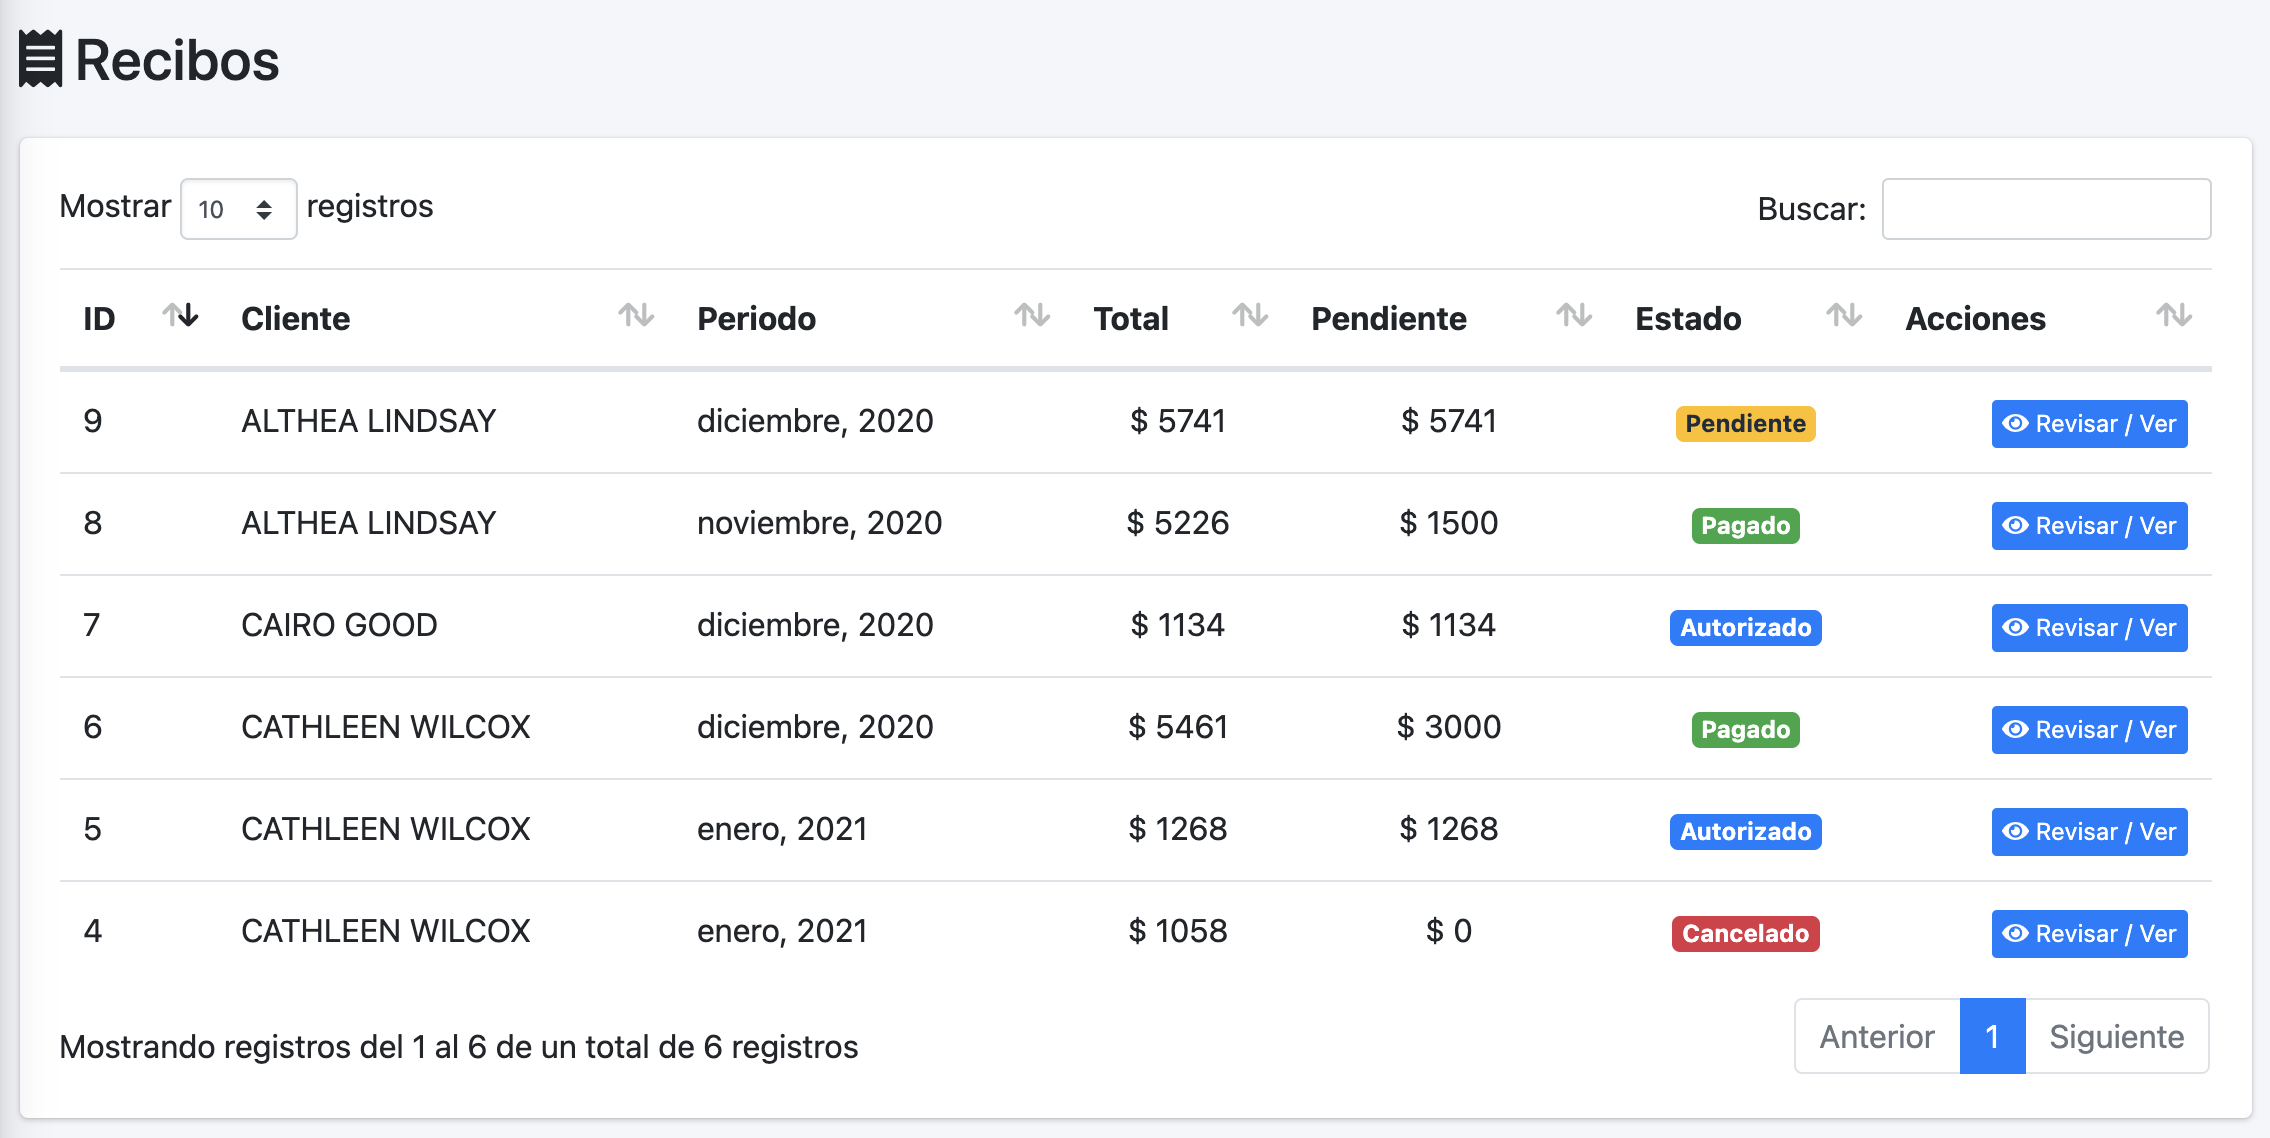 Recibos
Mostrar 10 registros Buscar:
ID Cliente Periodo Total Pendiente Estado Acciones
9 ALTHEA LINDSAY diciembre, 2020 $ 5741 $ 5741 Pendiente Revisar / Ver
8 ALTHEA LINDSAY noviembre, 2020 $ 5226 $ 1500 Pagado Revisar / Ver
7 CAIRO GOOD diciembre, 2020 $ 1134 $ 1134 Autorizado Revisar / Ver
6 CATHLEEN WILCOX diciembre, 2020 $ 5461 $ 3000 Pagado Revisar / Ver
5 CATHLEEN WILCOX enero, 2021 $ 1268 $ 1268 Autorizado Revisar / Ver
4 CATHLEEN WILCOX enero, 2021 $ 1058 $ 0 Cancelado Revisar / Ver
Mostrando registros del 1 al 6 de un total de 6 registros Anterior 1 Siguiente